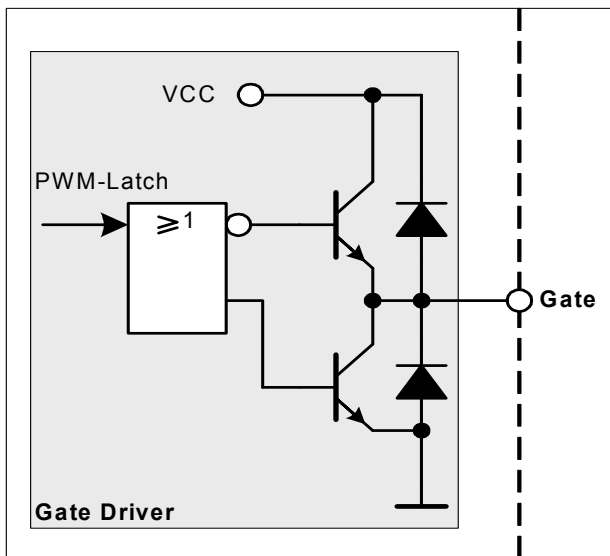 VCC
PWM-Latch
≥1
Gate
Gate Driver